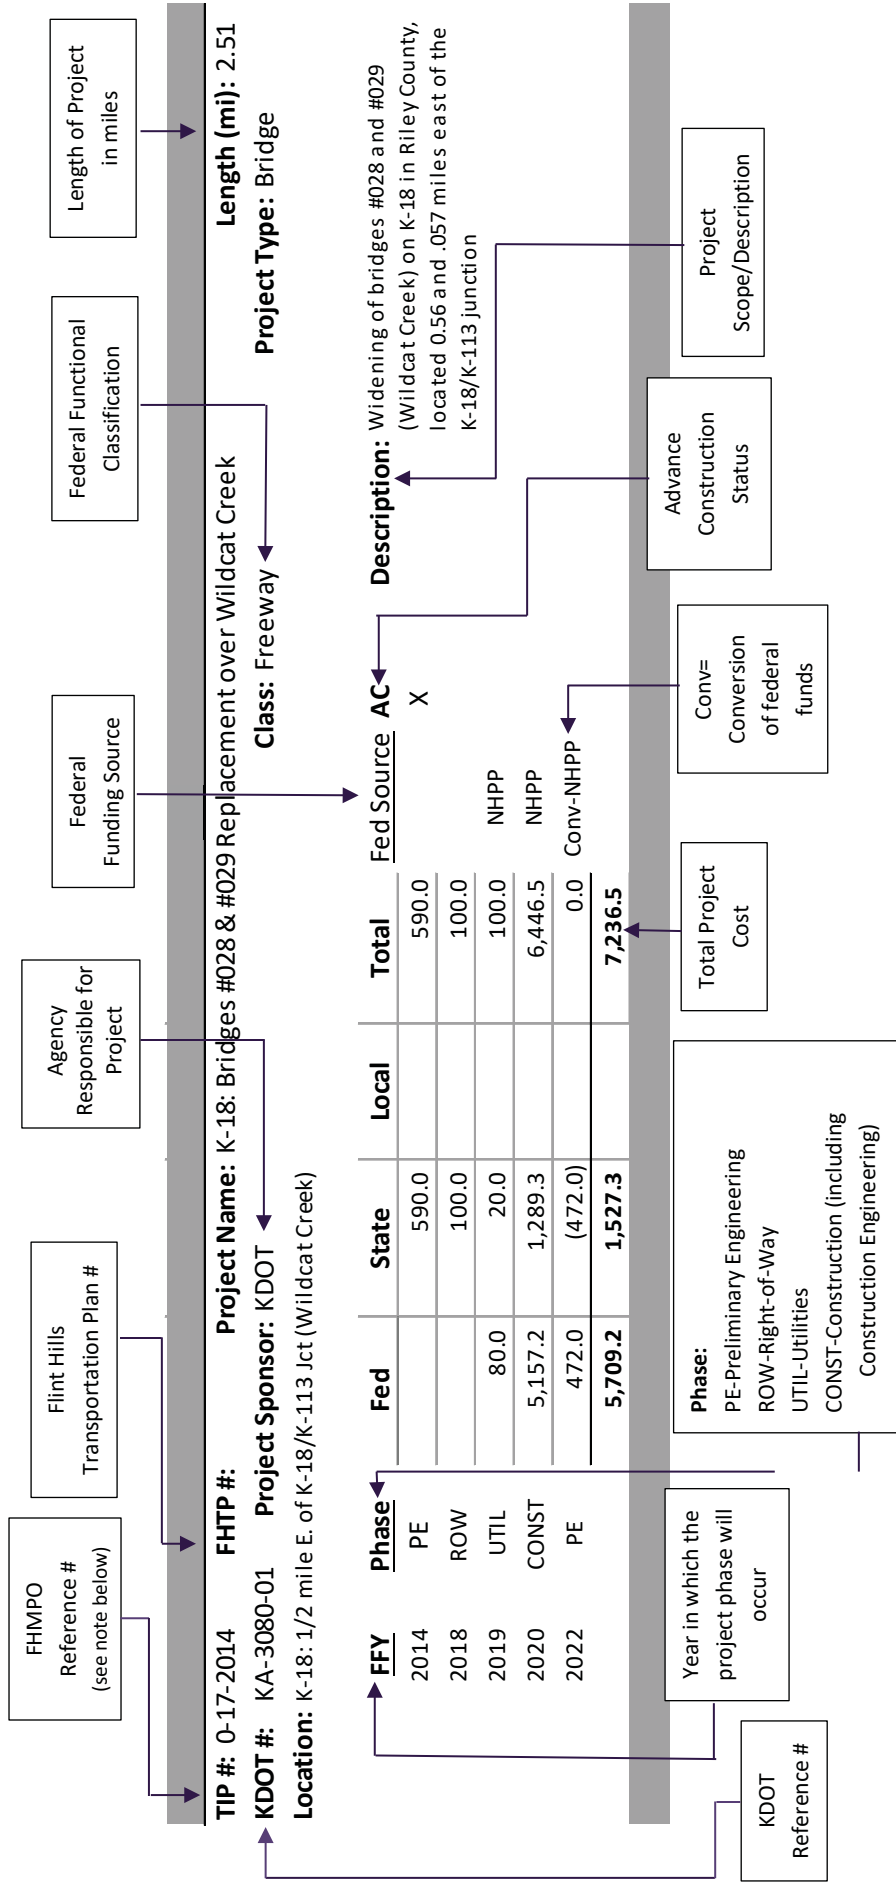 FHMPO
Reference #
(see note below)
Flint Hills
Transportation Plan #
Agency
Responsible for
Project
Federal
Funding Source
Federal Functional
Classification
Length of Project
in miles
TIP #: 0-17-2014 FHTP #: Project Name: K-18: Bridges #028 & #029 Replacement over Wildcat Creek Length (mi): 2.51
KDOT #: KA-3080-01 Project Sponsor: KDOT Class: Freeway Project Type: Bridge
Location: K-18: 1/2 mile E. of K-18/K-113 Jct (Wildcat Creek)
FFY Phase Fed State Local Total Fed Source AC
2014 PE 590.0 590.0 X
2018 ROW 100.0 100.0
2019 UTIL 80.0 20.0 100.0 NHPP
2020 CONST 5,157.2 1,289.3 6,446.5 NHPP
2022 PE 472.0 (472.0) 0.0 Conv-NHPP
5,709.2 1,527.3 7,236.5
Description: Widening of bridges #028 and #029
(Wildcat Creek) on K-18 in Riley County,
located 0.56 and .057 miles east of the
K-18/K-113 junction
KDOT
Reference #
Year in which the
project phase will
occur
Phase:
PE-Preliminary Engineering
ROW-Right-of-Way
UTIL-Utilities
CONST-Construction (including
Construction Engineering)
Total Project
Cost
Conv=
Conversion
of federal
funds
Advance
Construction
Status
Project
Scope/Description